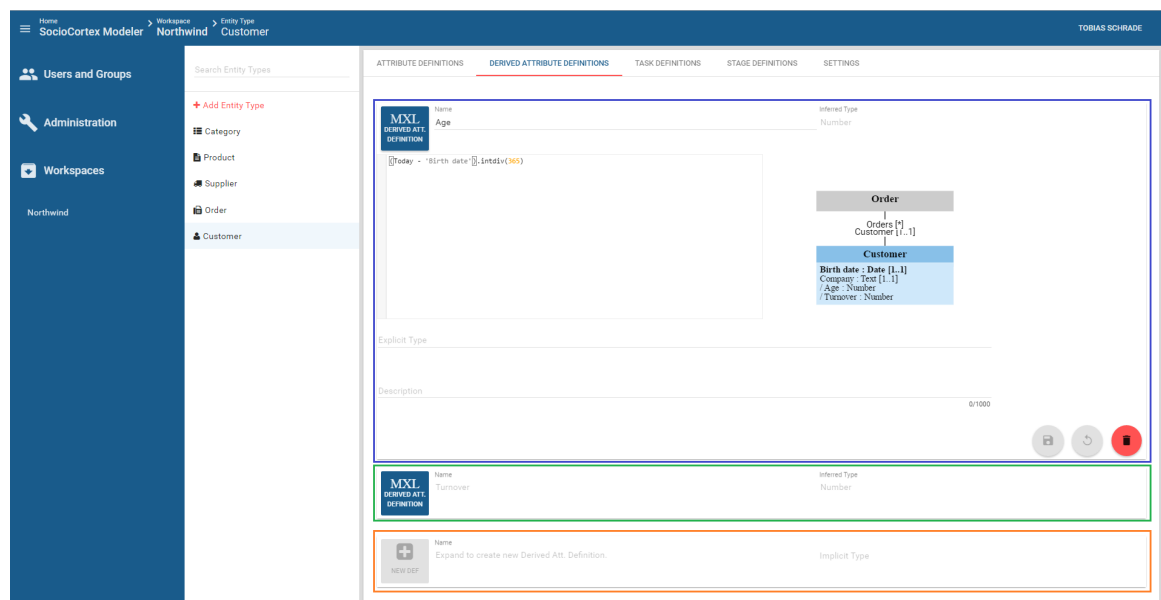 Home
SocioCortex Modeler
Workspace
Northwind
Entity Type
Customer
TOBIAS SCHRADE
Users and Groups
Administration
Workspaces
Northwind
Search Entity Types
+ Add Entity Type
Category
Product
Supplier
Order
Customer
ATTRIBUTE DEFINITIONS
DERIVED ATTRIBUTE DEFINITIONS
TASK DEFINITIONS
STAGE DEFINITIONS
SETTINGS
MXL
DERIVED ATT.
DEFINITION
Name
Age
Inferred Type
Number
(Today - 'Birth date').intdiv(365)
Order
Orders [*]
Customer [1..1]
Customer
Birth date : Date [1..1]
Company : Text [1..1]
/ Age : Number
/ Turnover : Number
Explicit Type
Description
0/1000
MXL
DERIVED ATT.
DEFINITION
Name
Turnover
Inferred Type
Number
NEW DEF
Name
Expand to create new Derived Att. Definition.
Implicit Type